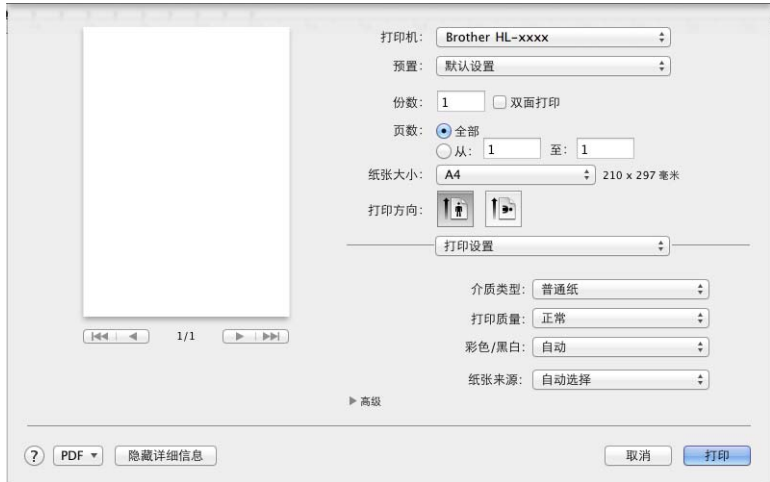 打印机: Brother HL-xxxx
预置: 默认设置
份数: 1 双面打印
页数: 全部
从: 1 至: 1
纸张大小: A4 210 x 297 毫米
打印方向:
打印设置
介质类型: 普通纸
打印质量: 正常
1/1
彩色/黑白: 自动
纸张来源: 自动选择
高级
? PDF 隐藏详细信息 取消 打印